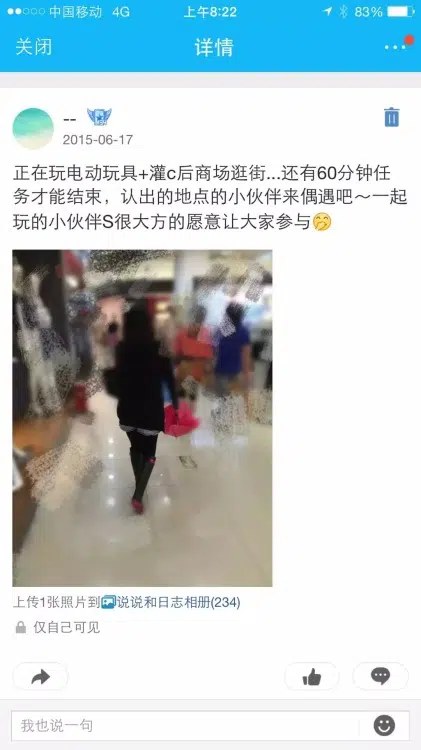 中国移动 4G 上午8:22 83%
关闭 详情
--
2015-06-17
正在玩电动玩具+灌c后商场逛街...还有60分钟任
务才能结束，认出的地点的小伙伴来偶遇吧～一起
玩的小伙伴S很大方的愿意让大家参与
上传1张照片到说说和日志相册(234)
仅自己可见
我也说一句